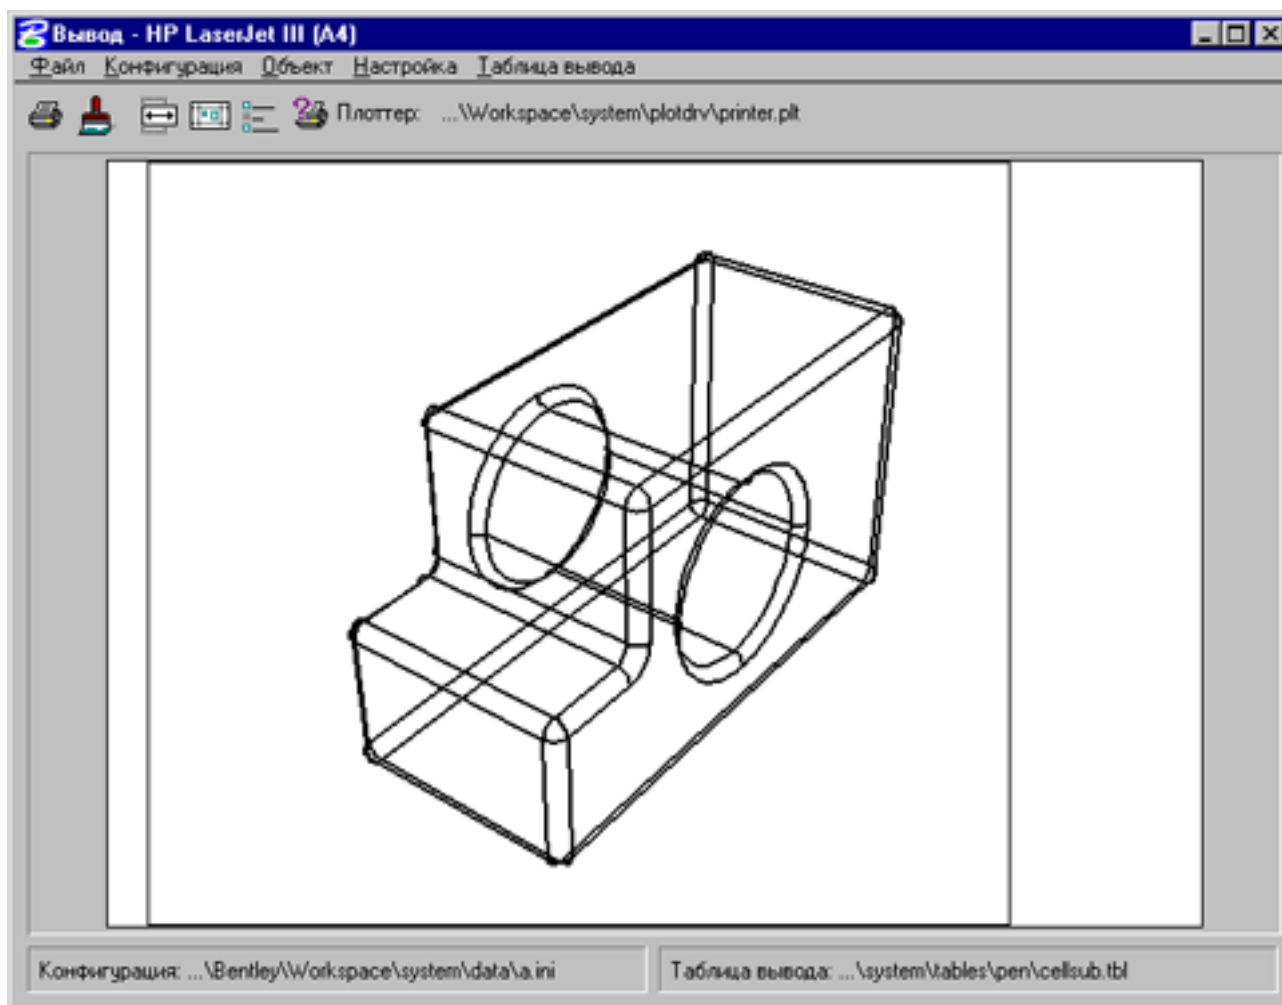 Вывод - HP LaserJet III (A4)
Файл Конфигурация Объект Настройка Таблица вывода
Плоттер: ...\Workspace\system\plotdrv\printer.plt
Конфигурация: ...\Bentley\Workspace\system\data\a.ini
Таблица вывода: ...\system\tables\pen\cellsub.tbl